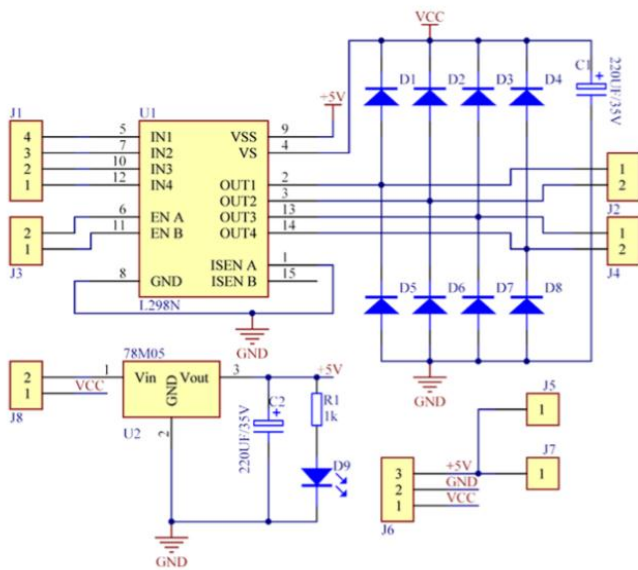 VCC
C1
+
220UF/35V
D1 D2 D3 D4
+5V
J1
U1
4 5 IN1 VSS 9
3 7 IN2 VS 4
2 10 IN3
1 12 IN4
OUT1 2
OUT2 3
2 6 EN A OUT3 13
1 11 EN B OUT4 14
J3
1
2
J2
1
2
J4
ISEN A 1
8 GND ISEN B 15
L298N
GND
D5 D6 D7 D8
GND
78M05
2 1 Vin GND Vout 3 +5V
1 VCC
J8
U2
2
C2
+
220UF/35V
R1
1k
D9
GND
J5
1
J7
3 +5V 1
2 GND
1 VCC
J6